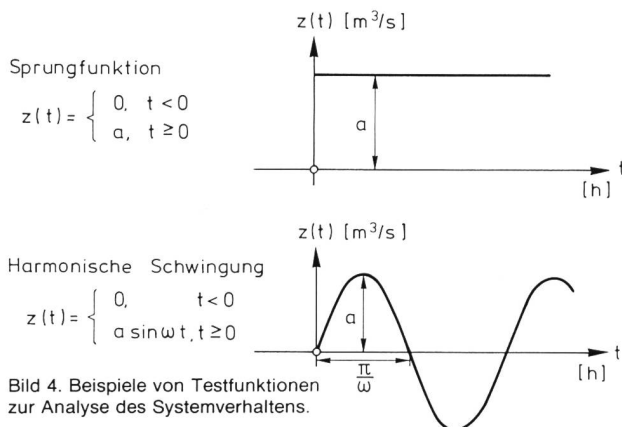 z(t) [m³/s]
Sprungfunktion
z(t) = { 0, t < 0
a, t ≥ 0
a
t
[h]
z(t) [m³/s]
Harmonische Schwingung
z(t) = { 0, t < 0
a sin ω t, t ≥ 0
a
π/ω
t
[h]
Bild 4. Beispiele von Testfunktionen
zur Analyse des Systemverhaltens.